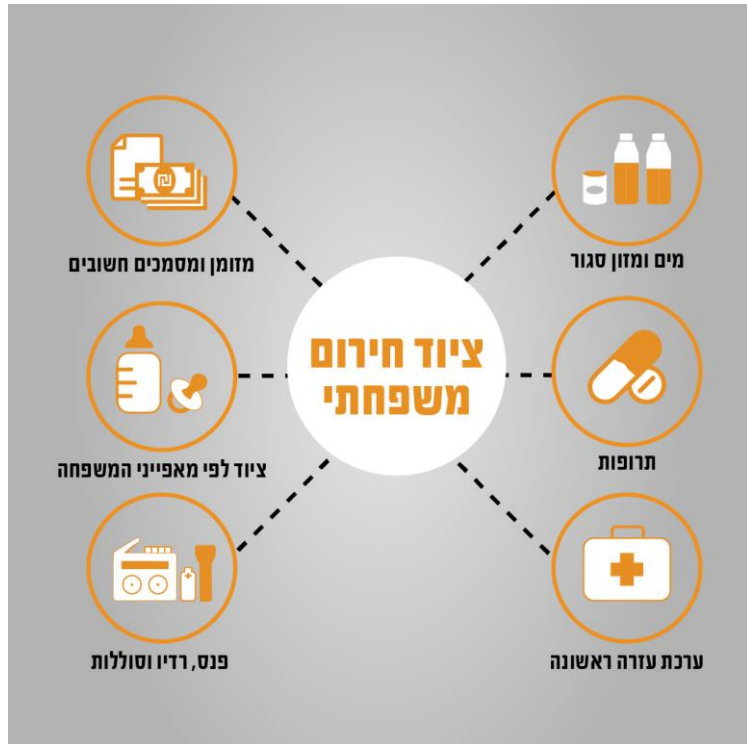 ציוד חירום
משפחתי
מים ומזון סגור
תרופות
ערכת עזרה ראשונה
מזומן ומסמכים חשובים
ציוד לפי מאפייני המשפחה
פנס, רדיו וסוללות